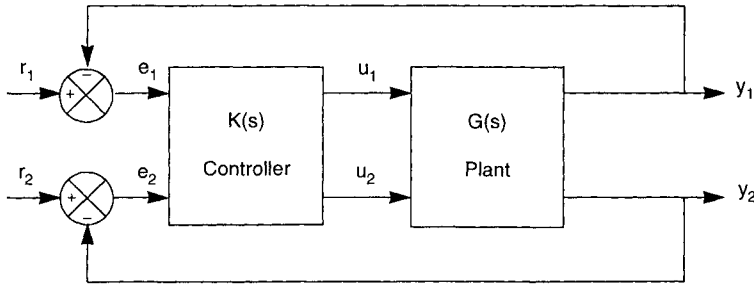 r₁ e₁ u₁ y₁
− + K(s) G(s)
Controller Plant
r₂ e₂ u₂ y₂
+ −